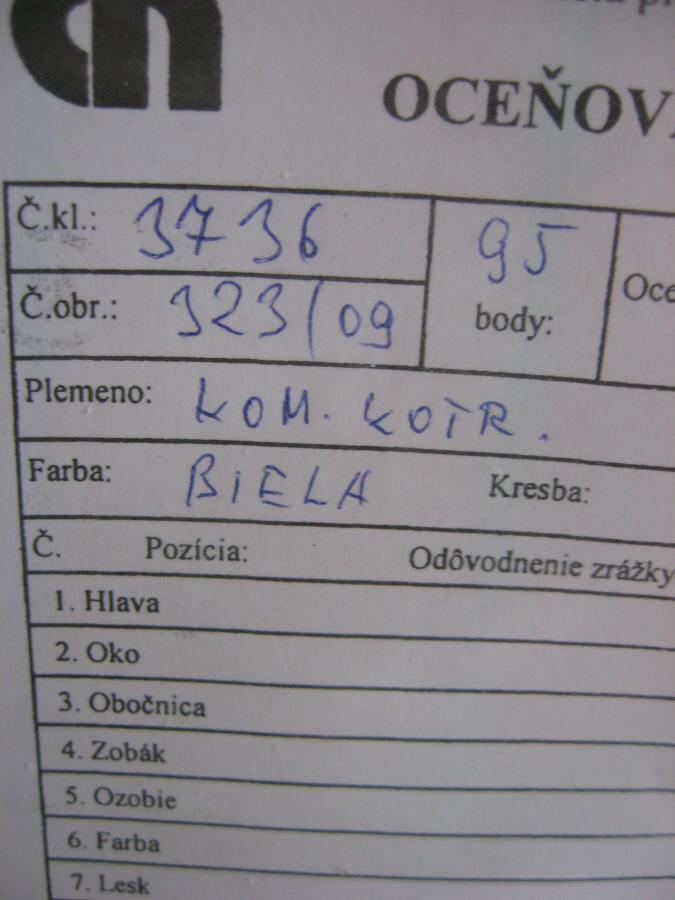 OCEŇOVA
Č.kl.: 3736
95
body:
Oce
Č.obr.: 323/09
Plemeno: KOM. KOTR.
Farba: BIELA Kresba:
Č. Pozícia: Odôvodnenie zrážky
1. Hlava
2. Oko
3. Obočnica
4. Zobák
5. Ozobie
6. Farba
7. Lesk